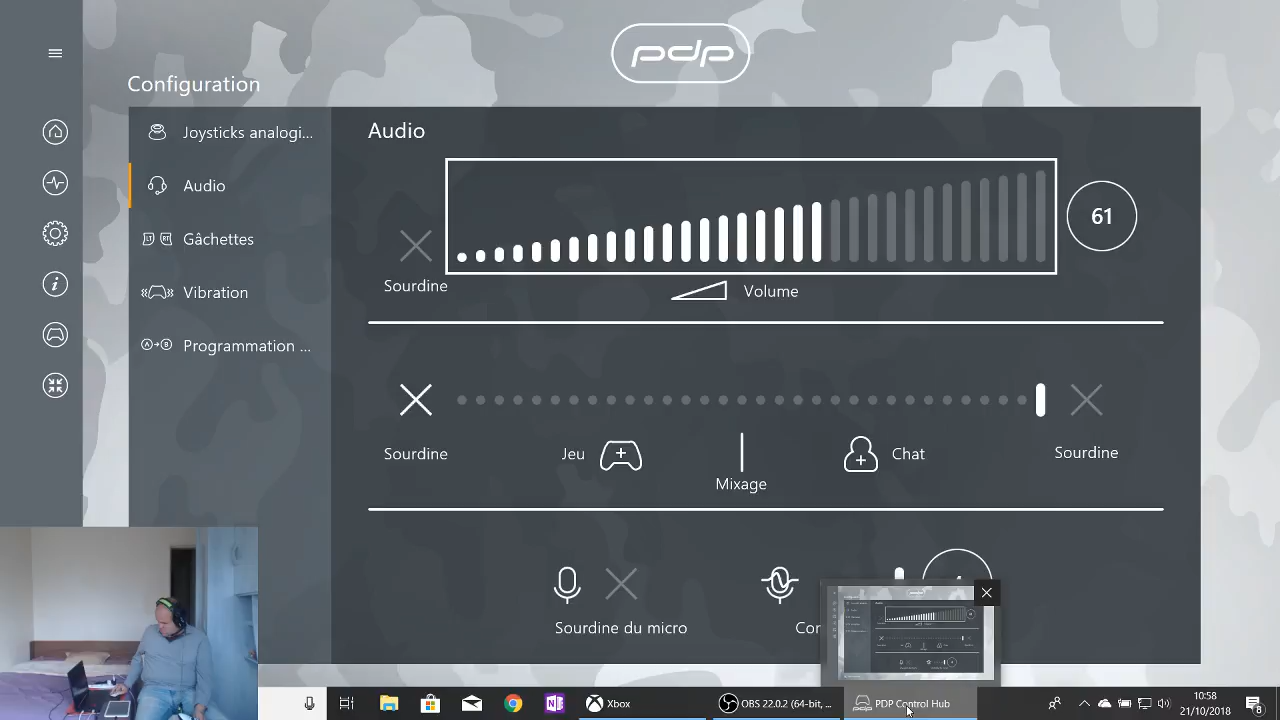 pdp
Configuration
Joysticks analogi...
Audio
Gâchettes
Vibration
Programmation ...
Audio
61
Sourdine
Volume
Sourdine
Jeu
Mixage
Chat
Sourdine
Sourdine du micro
Xbox
OBS 22.0.2 (64-bit, ...
PDP Control Hub
10:58
21/10/2018
8